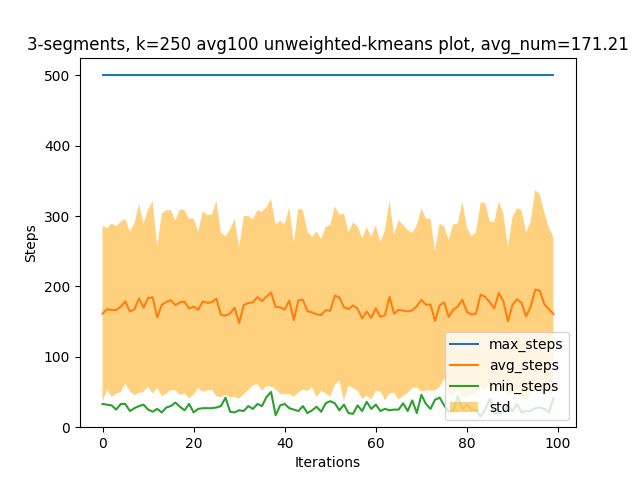 3-segments, k=250 avg100 unweighted-kmeans plot, avg_num=171.21
500
400
300
200
100
0
Steps
0 20 40 60 80 100
Iterations
max_steps
avg_steps
min_steps
std